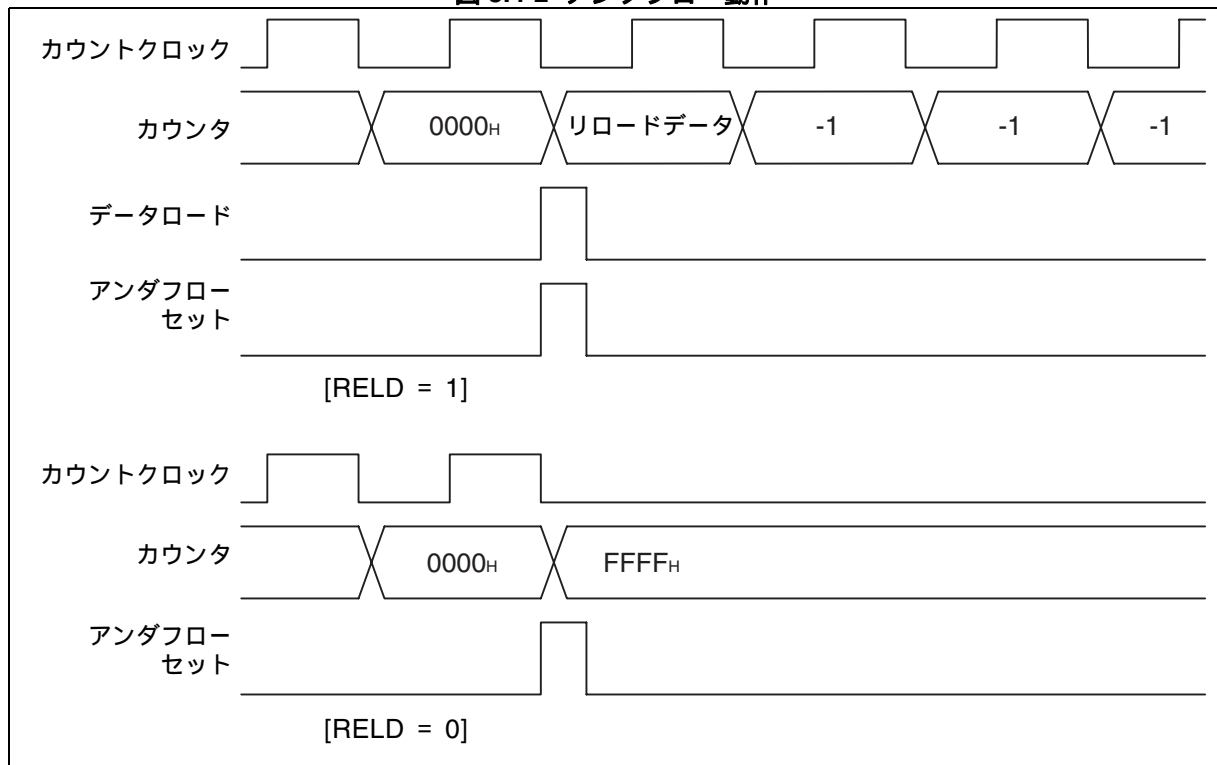 カウントクロック
カウンタ 0000H リロードデータ -1 -1 -1
データロード
アンダフロー
セット
[RELD = 1]
カウントクロック
カウンタ 0000H FFFFH
アンダフロー
セット
[RELD = 0]